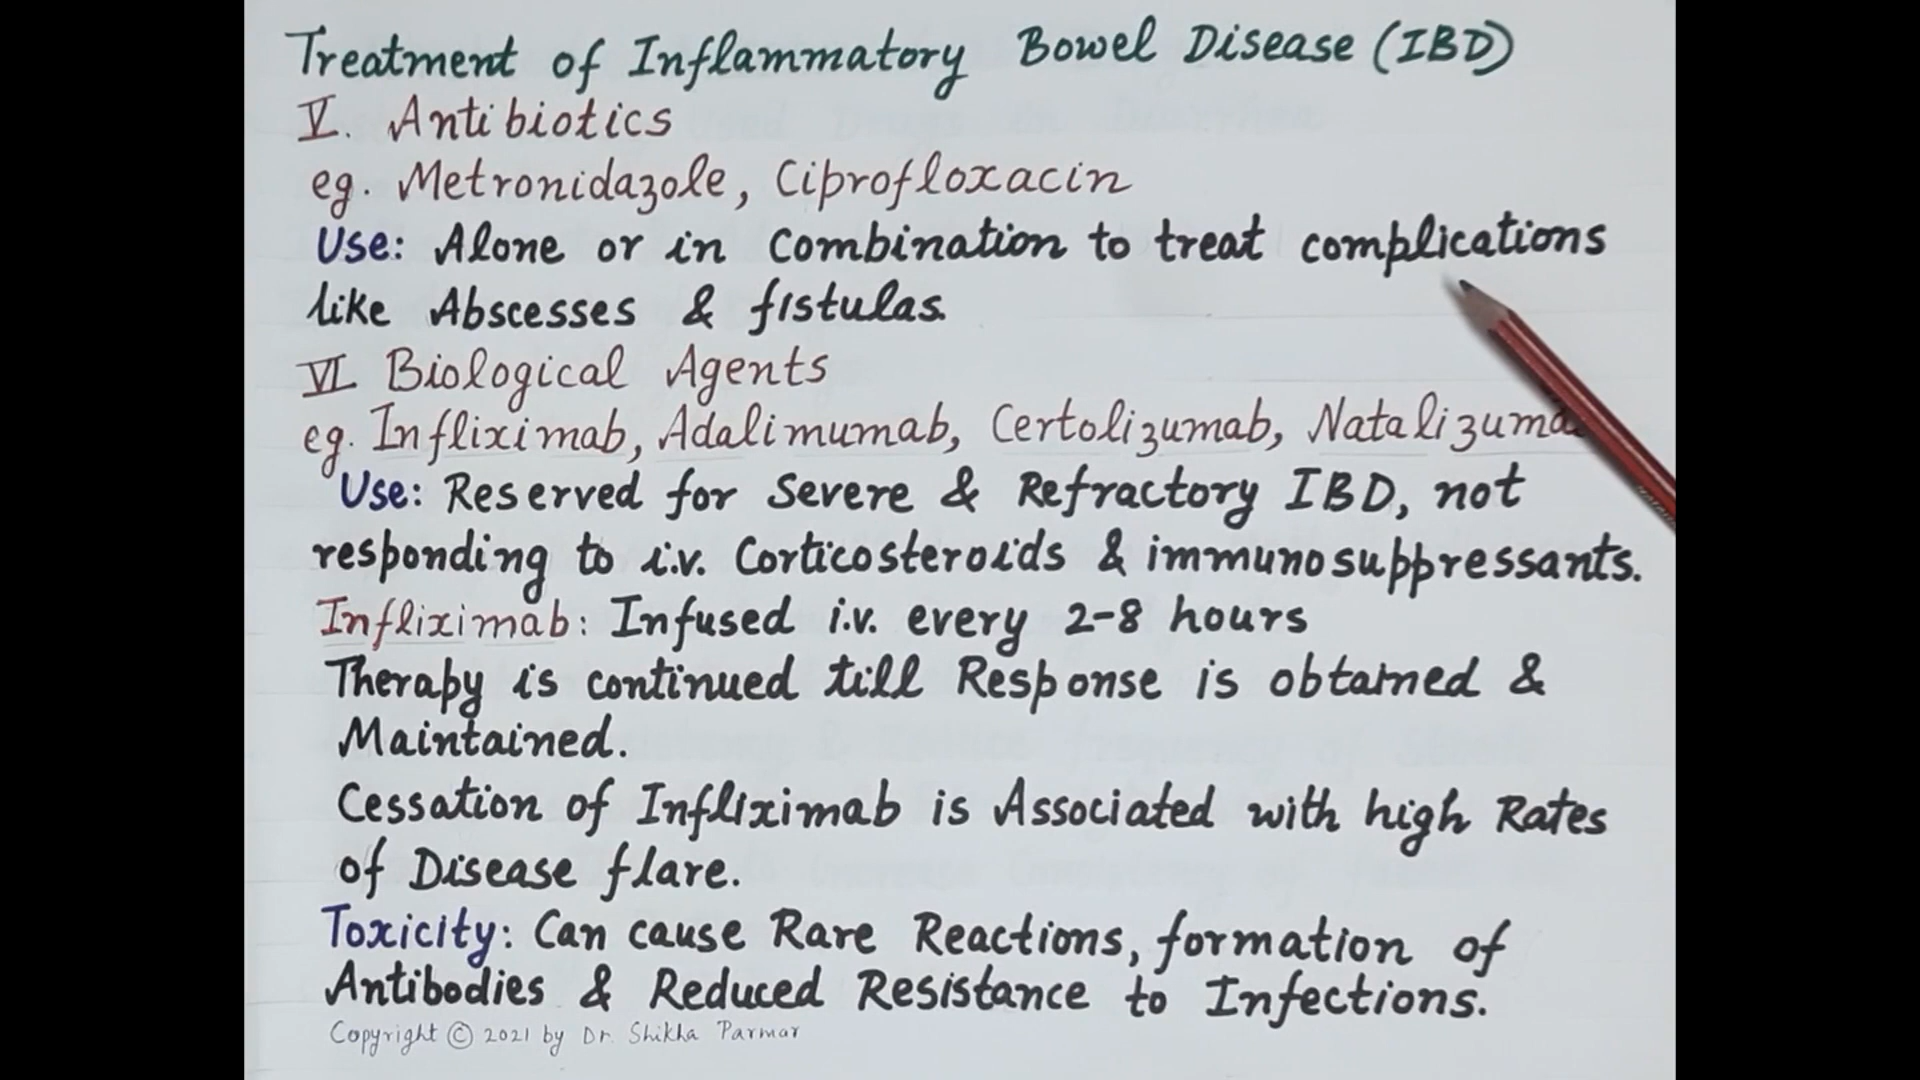 Treatment of Inflammatory Bowel Disease (IBD)
V. Antibiotics
eg. Metronidazole, Ciprofloxacin
Use: Alone or in Combination to treat complications
like Abscesses & fistulas.
VI Biological Agents
eg. Infliximab, Adalimumab, Certolizumab, Natalizuma
Use: Reserved for Severe & Refractory IBD, not
responding to i.v. Corticosteroids & immunosuppressants.
Infliximab: Infused i.v. every 2-8 hours
Therapy is continued till Response is obtained &
Maintained.
Cessation of Infliximab is Associated with high Rates
of Disease flare.
Toxicity: Can cause Rare Reactions, formation of
Antibodies & Reduced Resistance to Infections.
Copyright © 2021 by Dr. Shikha Parmar